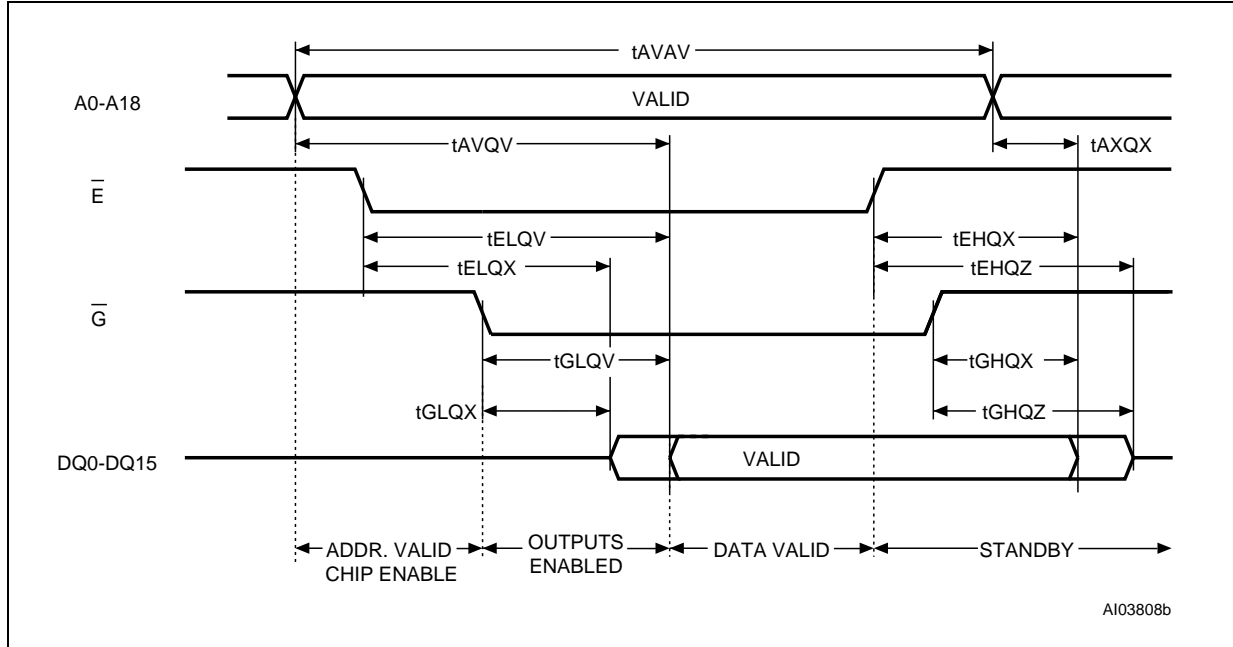 tAVAV
A0-A18
VALID
tAVQV
tAXQX
E
tELQV
tEHQX
tELQX
tEHQZ
G
tGLQV
tGHQX
tGLQX
tGHQZ
DQ0-DQ15
VALID
ADDR. VALID
CHIP ENABLE
OUTPUTS
ENABLED
DATA VALID
STANDBY
AI03808b